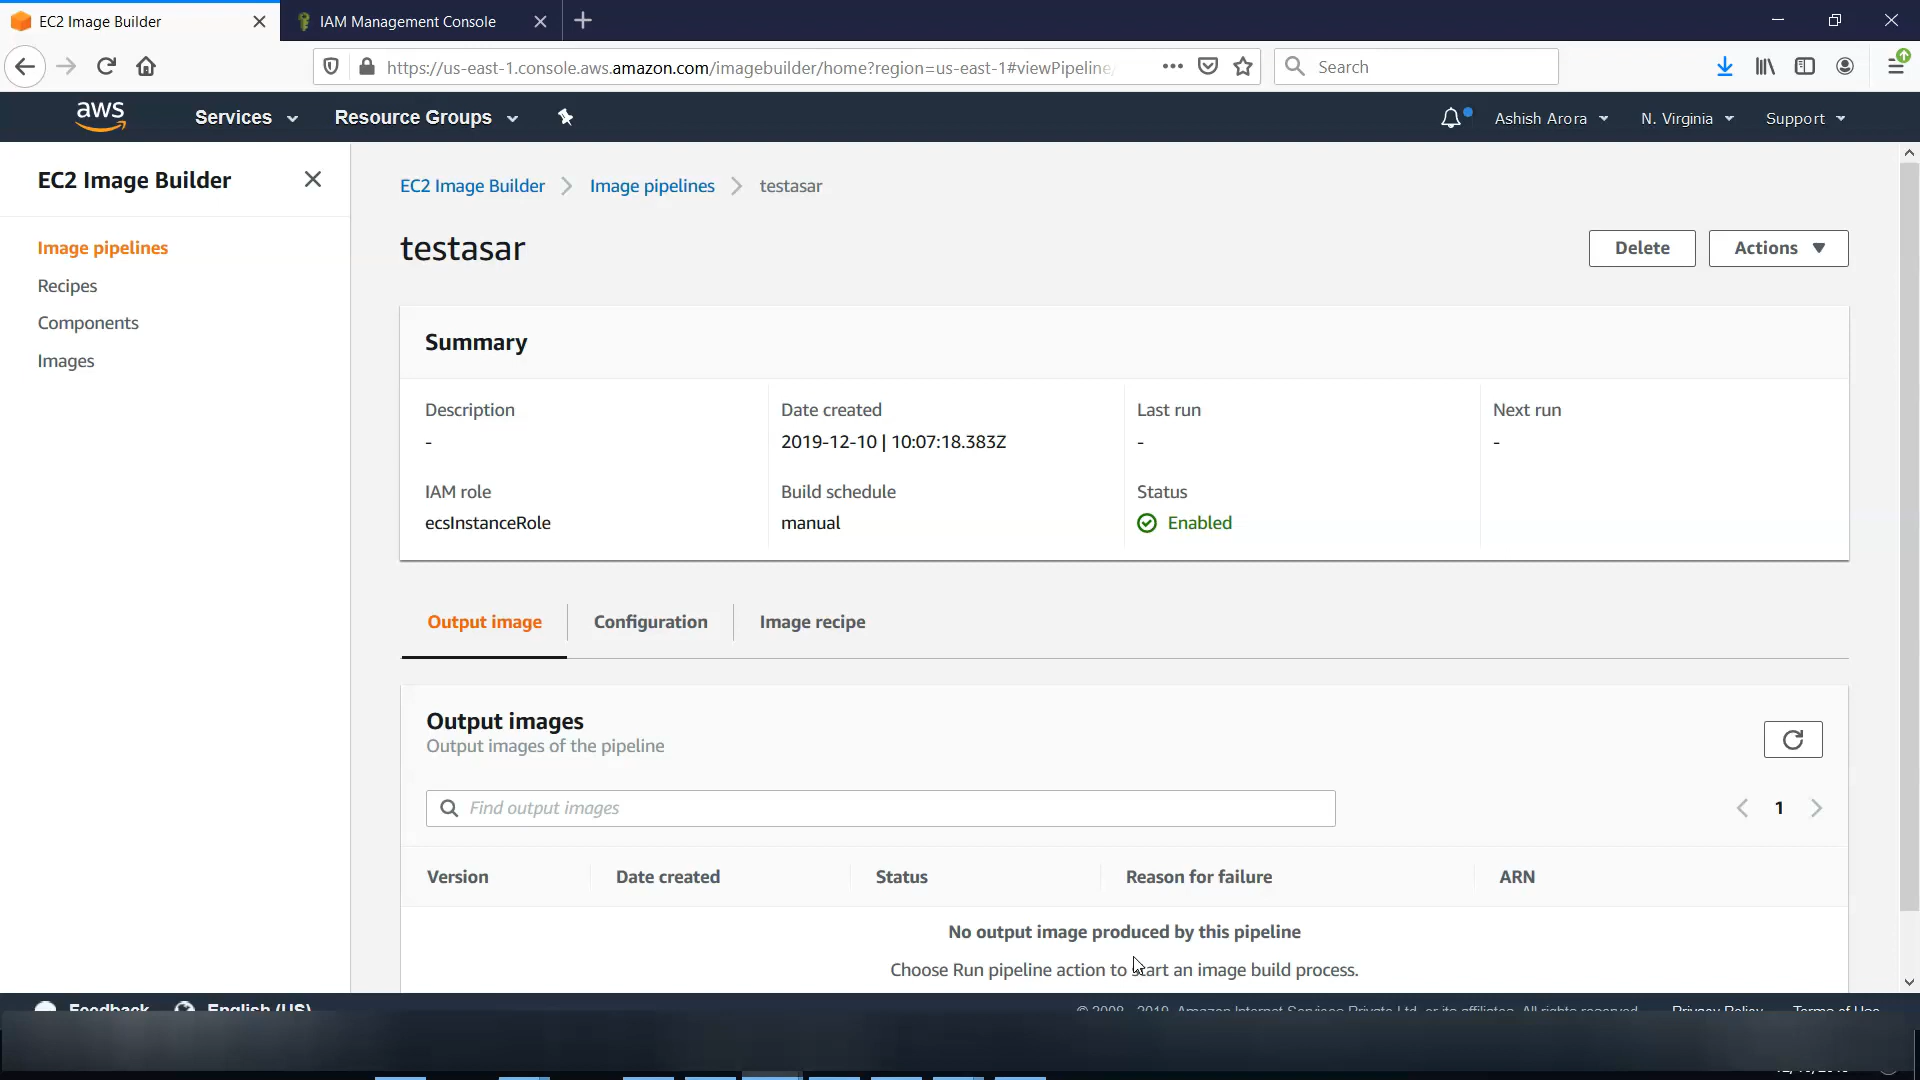 EC2 Image Builder
IAM Management Console
https://us-east-1.console.aws.amazon.com/imagebuilder/home?region=us-east-1#viewPipeline/
Search
aws
Services
Resource Groups
Ashish Arora
N. Virginia
Support
EC2 Image Builder
Image pipelines
Recipes
Components
Images
EC2 Image Builder
Image pipelines
testasar
testasar
Delete
Actions
Summary
Description
-
Date created
2019-12-10 | 10:07:18.383Z
Last run
-
Next run
-
IAM role
ecsInstanceRole
Build schedule
manual
Status
Enabled
Output image
Configuration
Image recipe
Output images
Output images of the pipeline
Find output images
1
Version
Date created
Status
Reason for failure
ARN
No output image produced by this pipeline
Choose Run pipeline action to start an image build process.
Feedback
English (US)
© 2008 - 2019, Amazon Internet Services Private Ltd. or its affiliates. All rights reserved.
Privacy Policy
Terms of Use